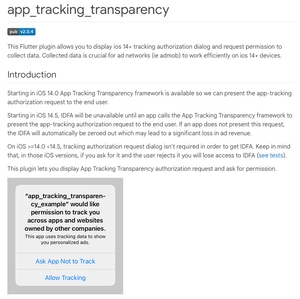 app_tracking_transparency
pub v2.0.4
This Flutter plugin allows you to display ios 14+ tracking authorization dialog and request permission to
collect data. Collected data is crucial for ad networks (ie admob) to work efficiently on ios 14+ devices.
Introduction
Starting in iOS 14.0 App Tracking Transparency framework is available so we can present the app-tracking
authorization request to the end user.
Starting in iOS 14.5, IDFA will be unavailable until an app calls the App Tracking Transparency framework to
present the app-tracking authorization request to the end user. If an app does not present this request,
the IDFA will automatically be zeroed out which may lead to a significant loss in ad revenue.
On iOS >=14.0 <14.5, tracking authorization request dialog isn't required in order to get IDFA. Keep in mind
that, in those iOS versions, if you ask for it and the user rejects it you will lose access to IDFA (see tests).
This plugin lets you display App Tracking Transparency authorization request and ask for permission.
"app_tracking_transparen-
cy_example" would like
permission to track you
across apps and websites
owned by other companies.
This app uses tracking data to show
you personalized ads.
Ask App Not to Track
Allow Tracking